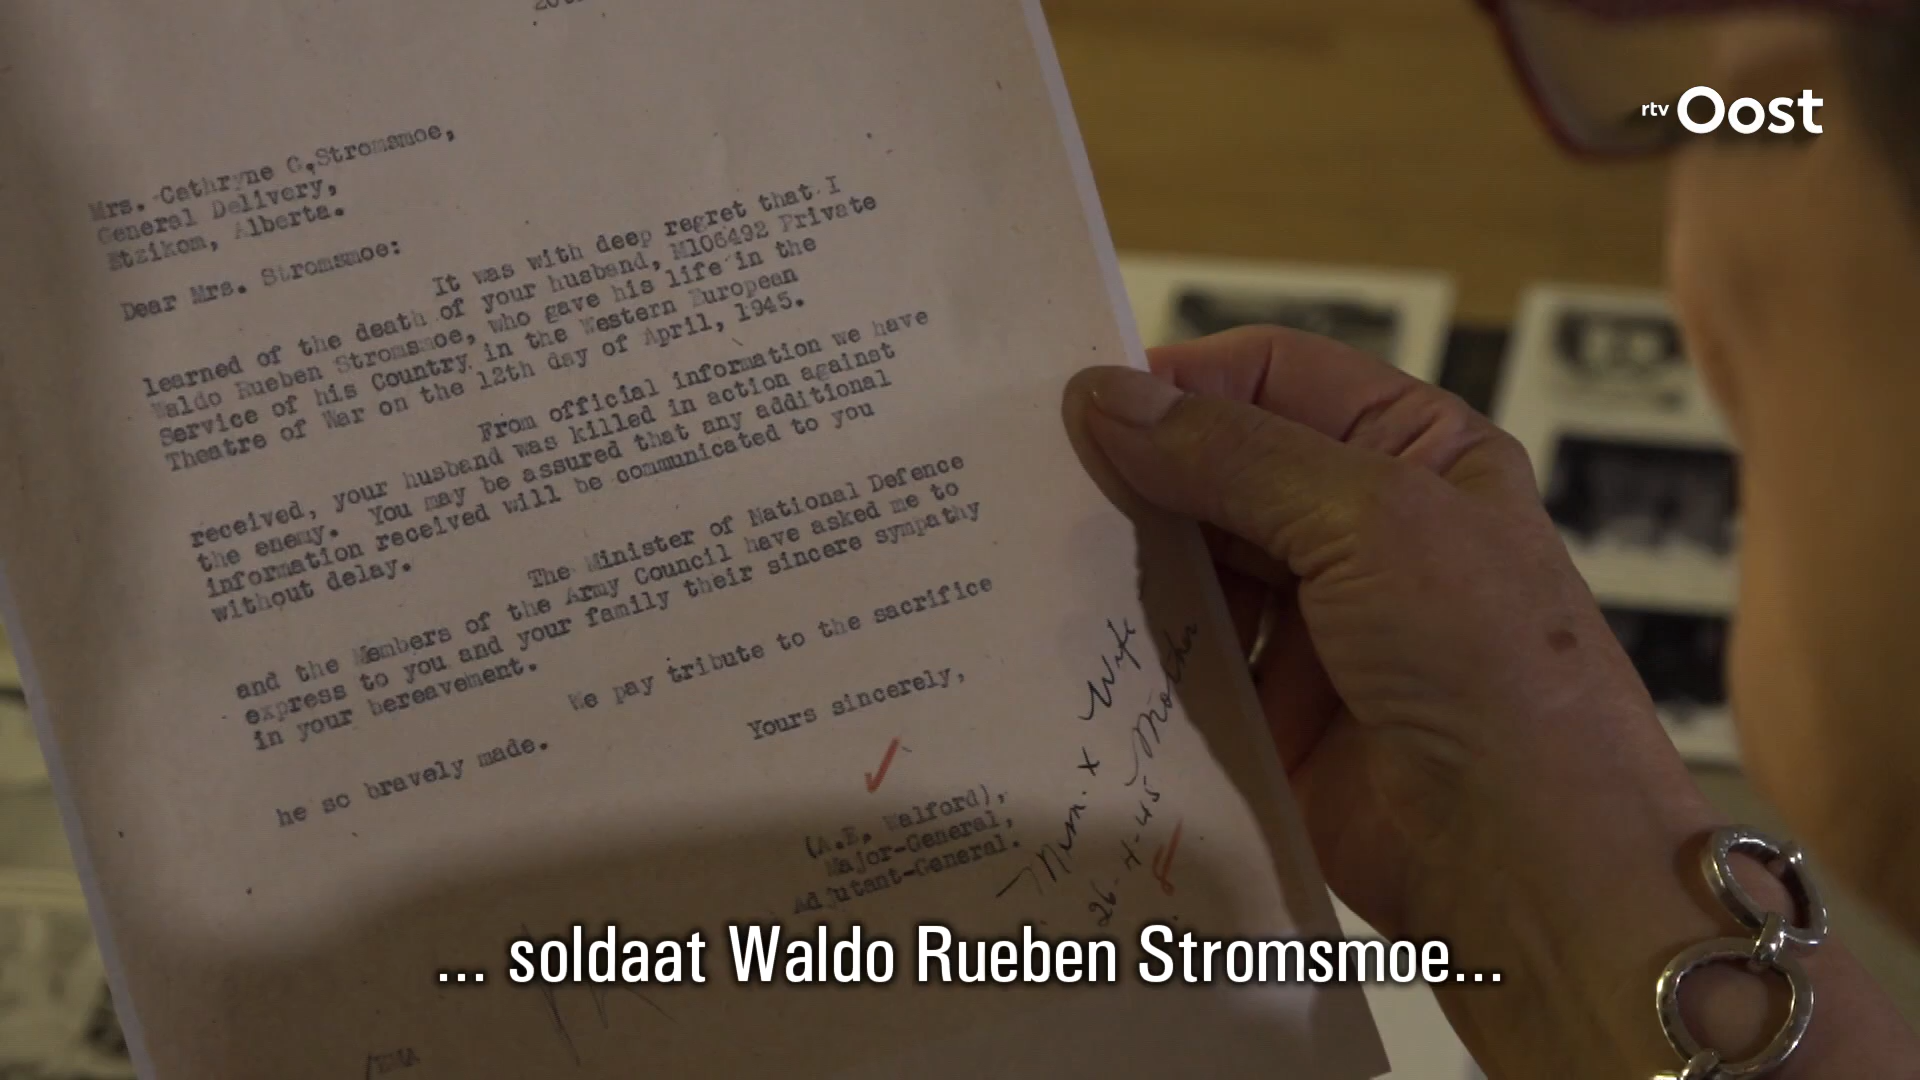 rtv Oost
Mrs. Cathryne C. Stromsmoe,
General Delivery,
Etzikom, Alberta.
Dear Mrs. Stromsmoe:
It was with deep regret that I
learned of the death of your husband, M106492 Private
Waldo Rueben Stromsmoe, who gave his life in the
Service of his Country in the Western European
Theatre of War on the 12th day of April, 1945.
From official information we have
received, your husband was killed in action against
the enemy. You may be assured that any additional
information received will be communicated to you
without delay.
The Minister of National Defence
and the Members of the Army Council have asked me to
express to you and your family their sincere sympathy
in your bereavement.
We pay tribute to the sacrifice
he so bravely made.
Yours sincerely,
(A.E. Walford),
Major-General,
Adjutant-General.
Mem. + Wife
26-4-45 Mother
... soldaat Waldo Rueben Stromsmoe...